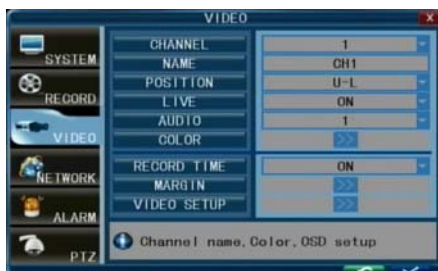 VIDEO
X
SYSTEM
RECORD
VIDEO
NETWORK
ALARM
PTZ
CHANNEL 1
NAME CH1
POSITION U-L
LIVE ON
AUDIO 1
COLOR >>
RECORD TIME ON
MARGIN >>
VIDEO SETUP >>
Channel name, Color, OSD setup